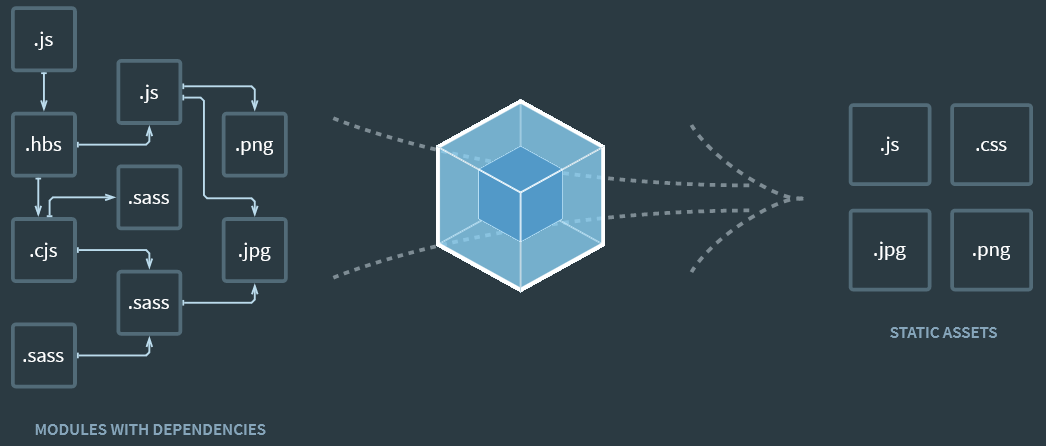 .js
.js
.hbs
.png
.sass
.cjs
.jpg
.sass
.sass
MODULES WITH DEPENDENCIES
.js
.css
.jpg
.png
STATIC ASSETS